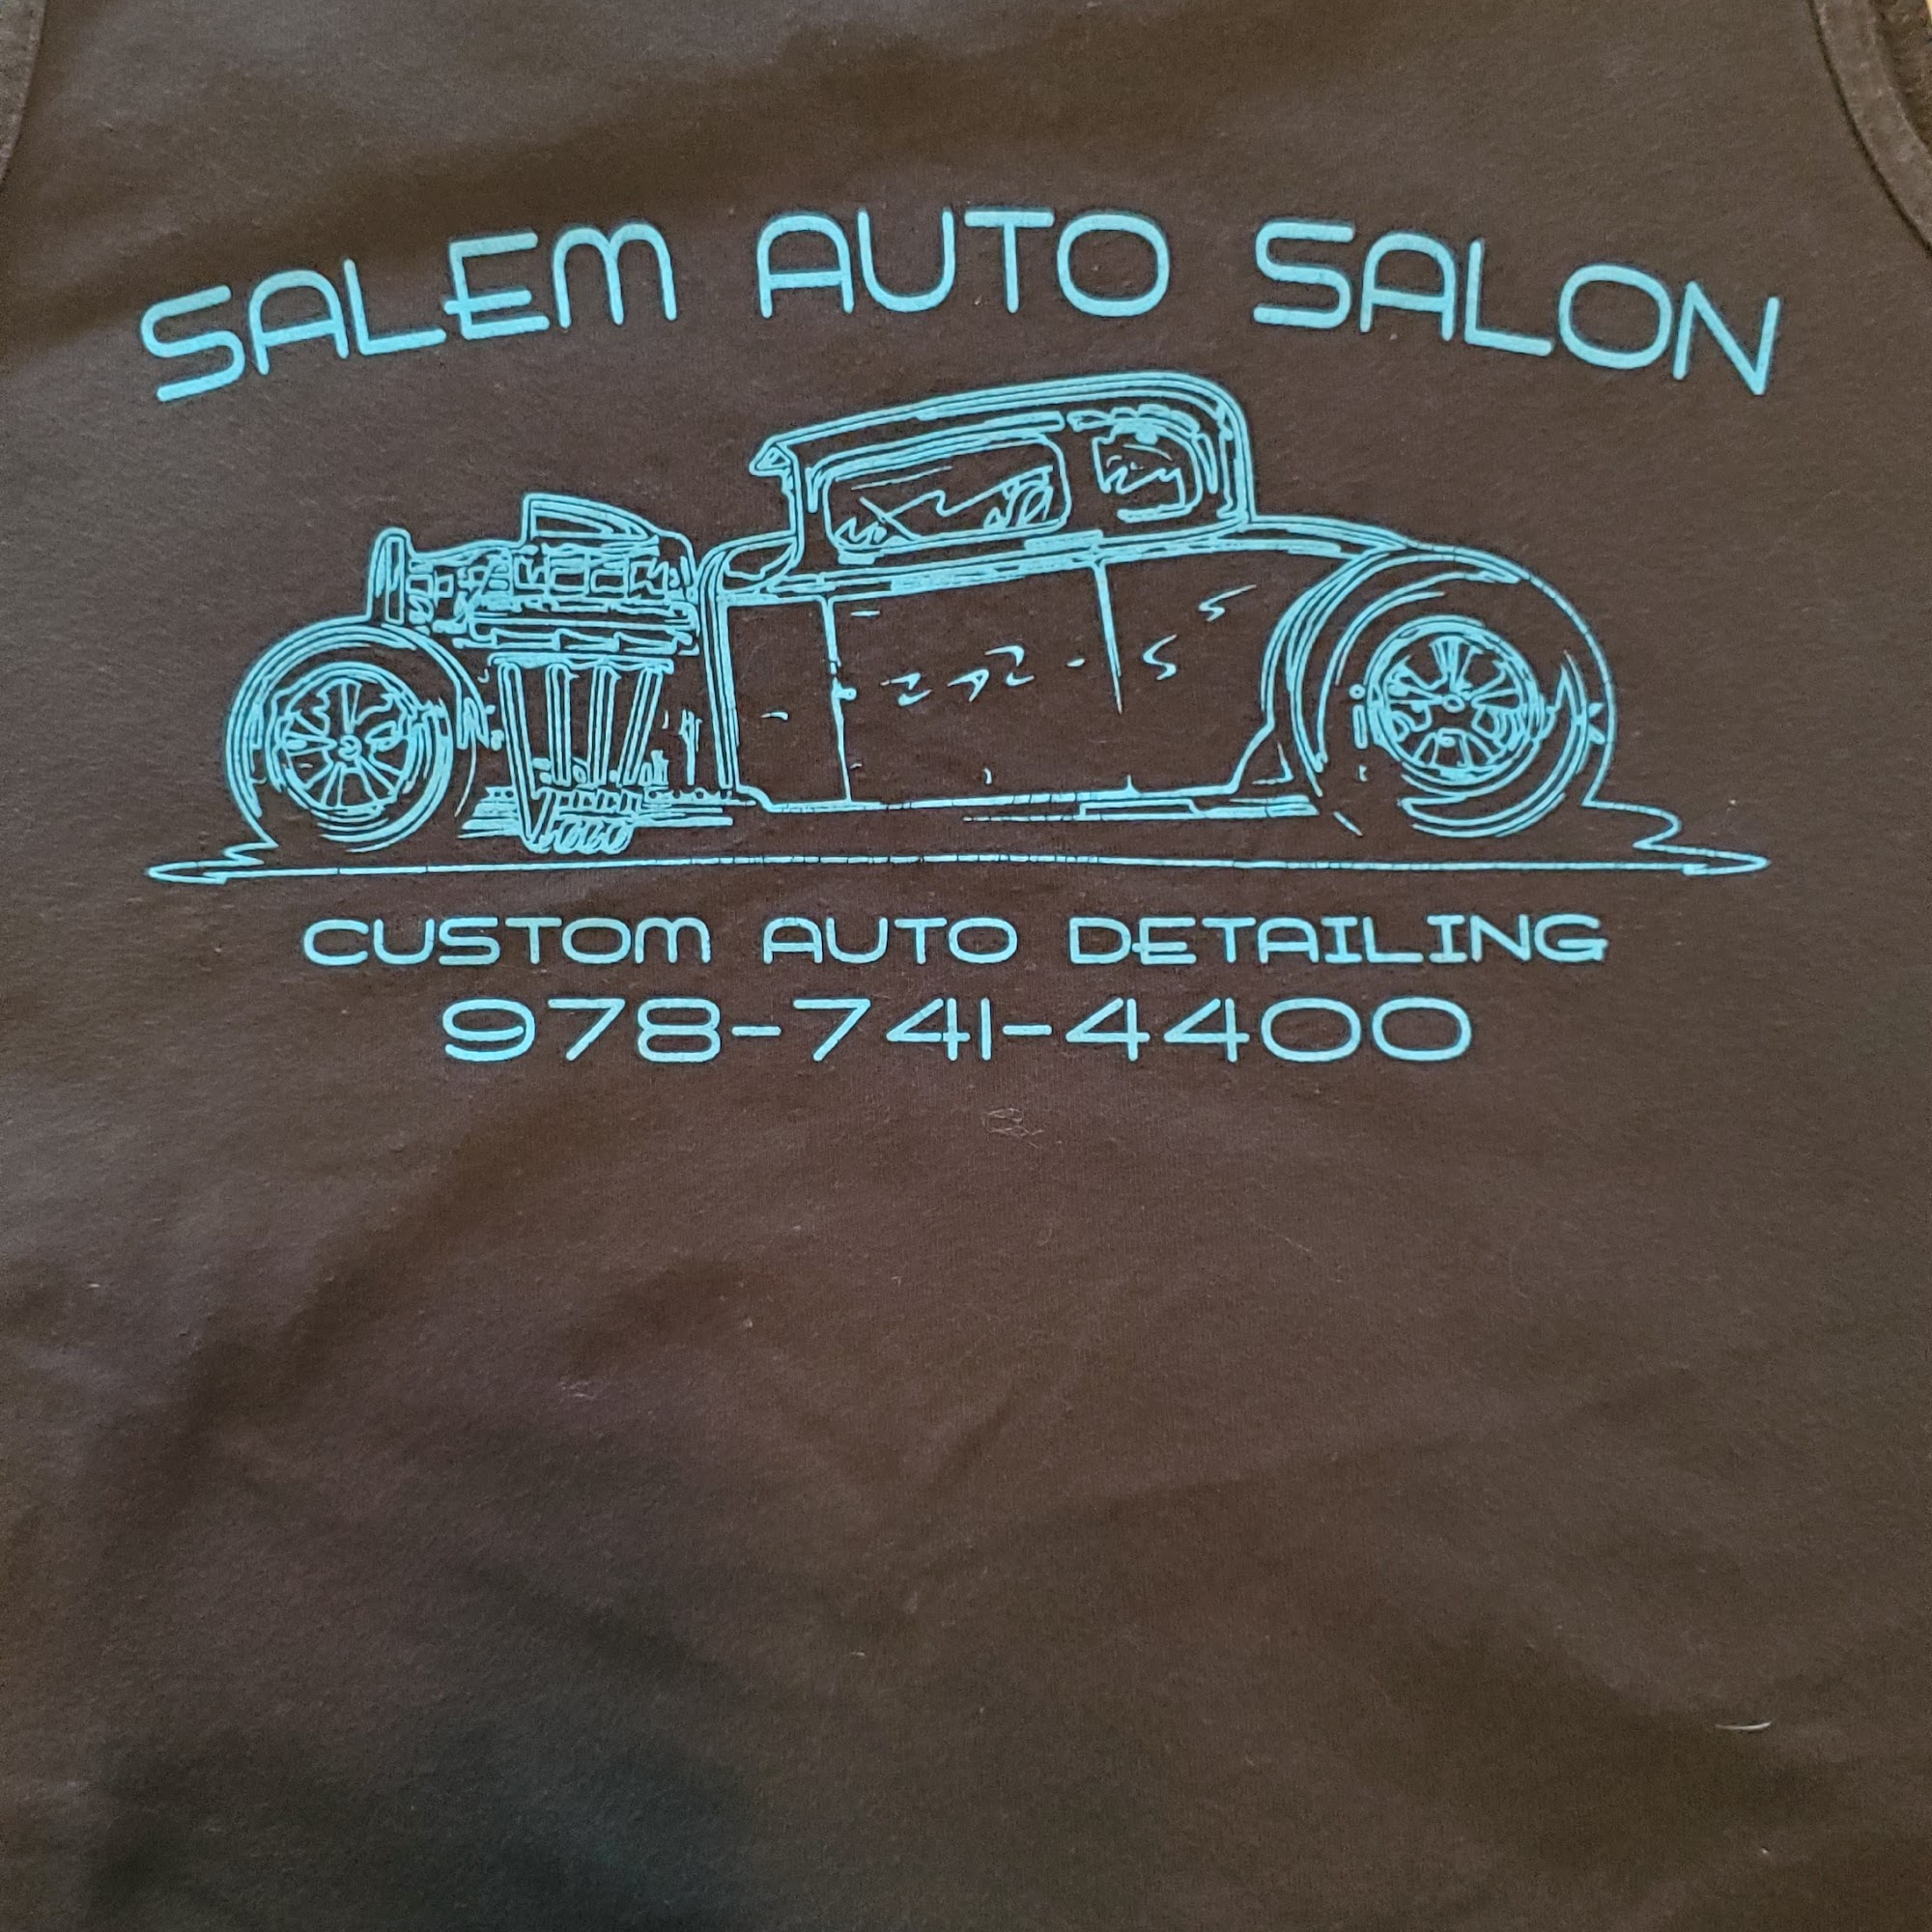 SALEM AUTO SALON
CUSTOM AUTO DETAILING
978-741-4400